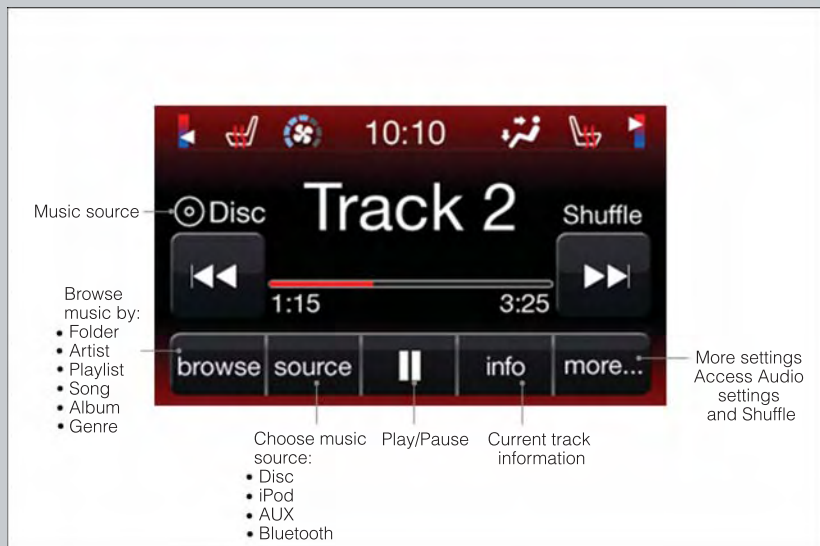 10:10
Music source
Disc
Track 2
Shuffle
1:15
3:25
Browse
music by:
• Folder
• Artist
• Playlist
• Song
• Album
• Genre
browse
source
info
more...
More settings
Access Audio
settings
and Shuffle
Choose music
source:
• Disc
• iPod
• AUX
• Bluetooth
Play/Pause
Current track
information